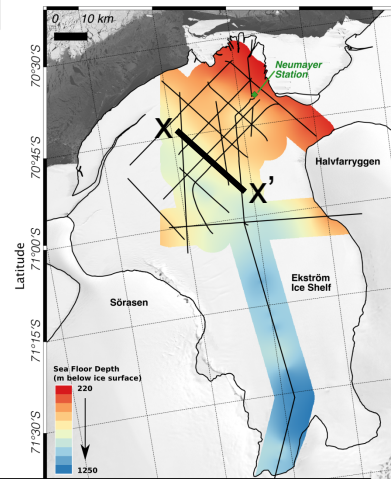 0    10 km
Neumayer
Station
70°30'S
X
70°45'S
Halvfarryggen
X'
71°00'S
Latitude
Ekström
Ice Shelf
Sörasen
71°15'S
Sea Floor Depth
(m below ice surface)
220
71°30'S
1250